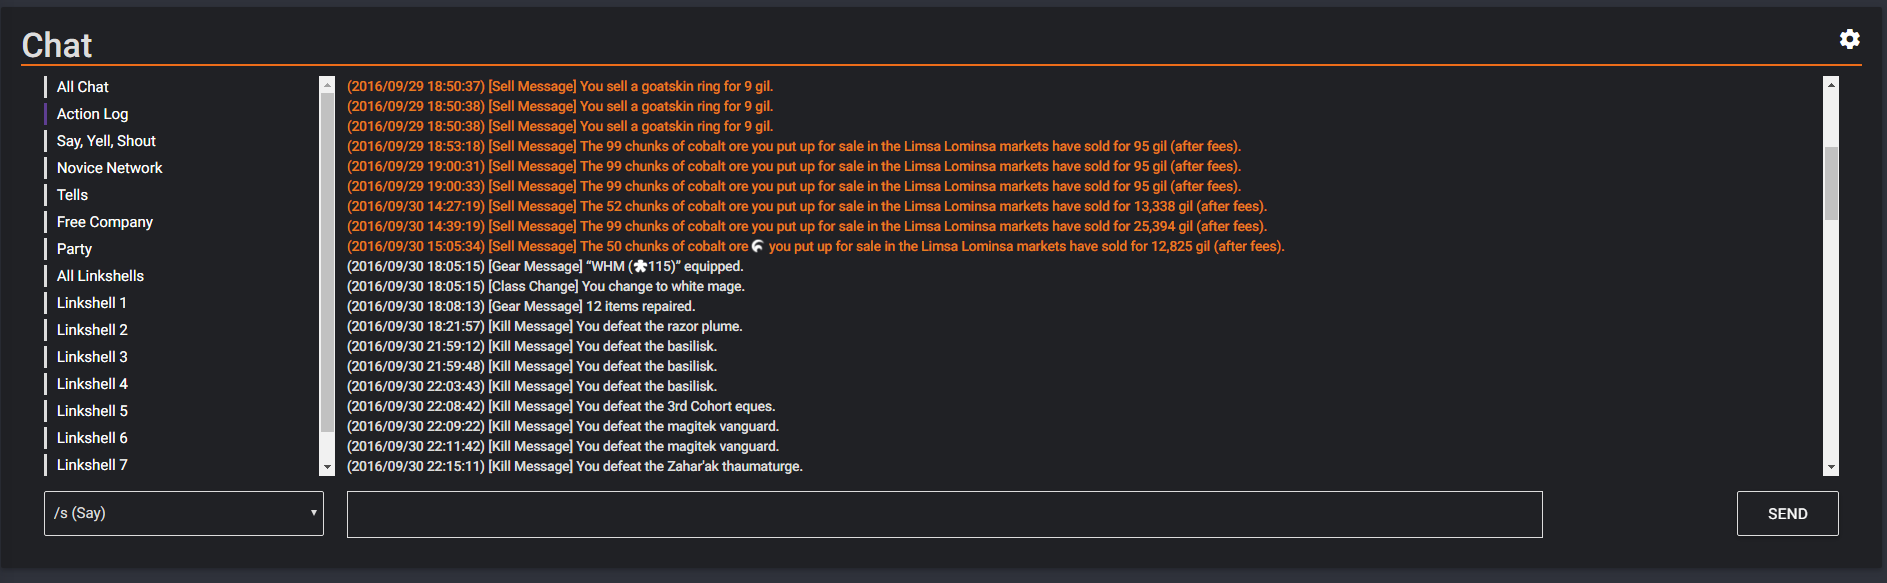 Chat
All Chat
Action Log
Say, Yell, Shout
Novice Network
Tells
Free Company
Party
All Linkshells
Linkshell 1
Linkshell 2
Linkshell 3
Linkshell 4
Linkshell 5
Linkshell 6
Linkshell 7
(2016/09/29 18:50:37) [Sell Message] You sell a goatskin ring for 9 gil.
(2016/09/29 18:50:38) [Sell Message] You sell a goatskin ring for 9 gil.
(2016/09/29 18:50:38) [Sell Message] You sell a goatskin ring for 9 gil.
(2016/09/29 18:53:18) [Sell Message] The 99 chunks of cobalt ore you put up for sale in the Limsa Lominsa markets have sold for 95 gil (after fees).
(2016/09/29 19:00:31) [Sell Message] The 99 chunks of cobalt ore you put up for sale in the Limsa Lominsa markets have sold for 95 gil (after fees).
(2016/09/29 19:00:33) [Sell Message] The 99 chunks of cobalt ore you put up for sale in the Limsa Lominsa markets have sold for 95 gil (after fees).
(2016/09/30 14:27:19) [Sell Message] The 52 chunks of cobalt ore you put up for sale in the Limsa Lominsa markets have sold for 13,338 gil (after fees).
(2016/09/30 14:39:19) [Sell Message] The 99 chunks of cobalt ore you put up for sale in the Limsa Lominsa markets have sold for 25,394 gil (after fees).
(2016/09/30 15:05:34) [Sell Message] The 50 chunks of cobalt ore you put up for sale in the Limsa Lominsa markets have sold for 12,825 gil (after fees).
(2016/09/30 18:05:15) [Gear Message] “WHM (115)” equipped.
(2016/09/30 18:05:15) [Class Change] You change to white mage.
(2016/09/30 18:08:13) [Gear Message] 12 items repaired.
(2016/09/30 18:21:57) [Kill Message] You defeat the razor plume.
(2016/09/30 21:59:12) [Kill Message] You defeat the basilisk.
(2016/09/30 21:59:48) [Kill Message] You defeat the basilisk.
(2016/09/30 22:03:43) [Kill Message] You defeat the basilisk.
(2016/09/30 22:08:42) [Kill Message] You defeat the 3rd Cohort eques.
(2016/09/30 22:09:22) [Kill Message] You defeat the magitek vanguard.
(2016/09/30 22:11:42) [Kill Message] You defeat the magitek vanguard.
(2016/09/30 22:15:11) [Kill Message] You defeat the Zahar'ak thaumaturge.
/s (Say)
SEND